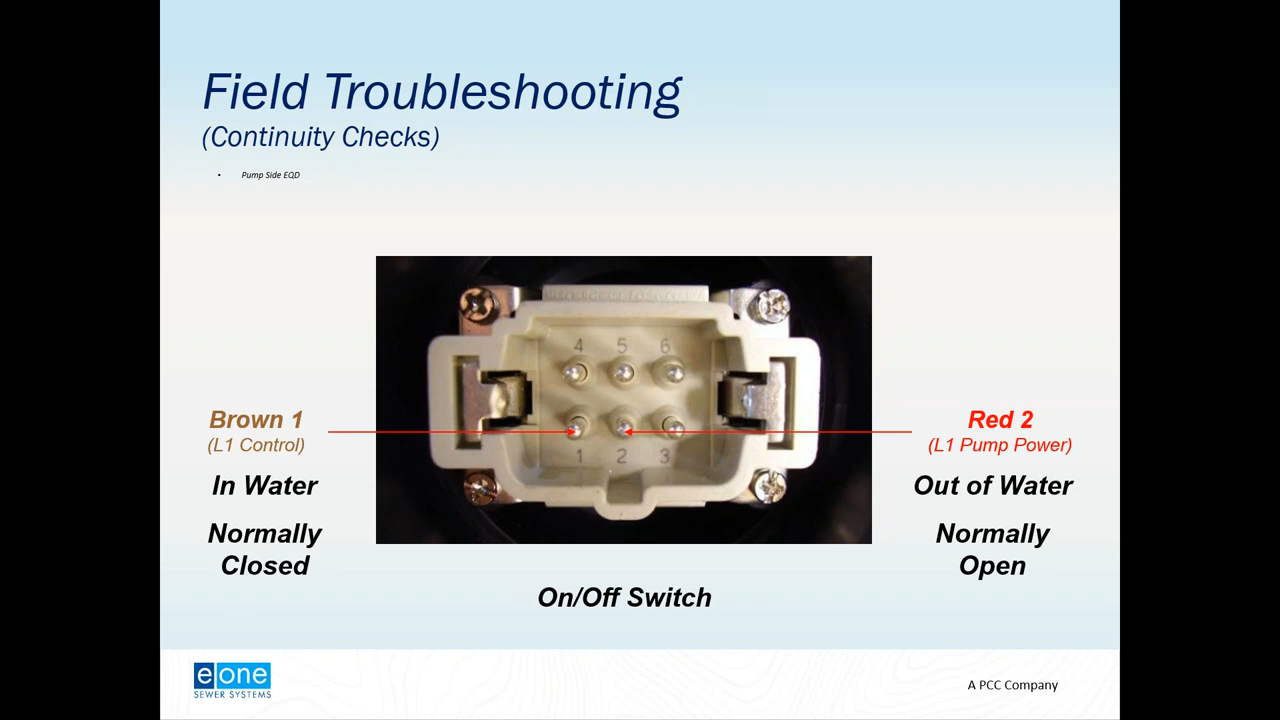 Field Troubleshooting
(Continuity Checks)
• Pump Side EQD
4 5 6
1 2 3
Brown 1
(L1 Control)
In Water
Normally
Closed
Red 2
(L1 Pump Power)
Out of Water
Normally
Open
On/Off Switch
e one
SEWER SYSTEMS
A PCC Company